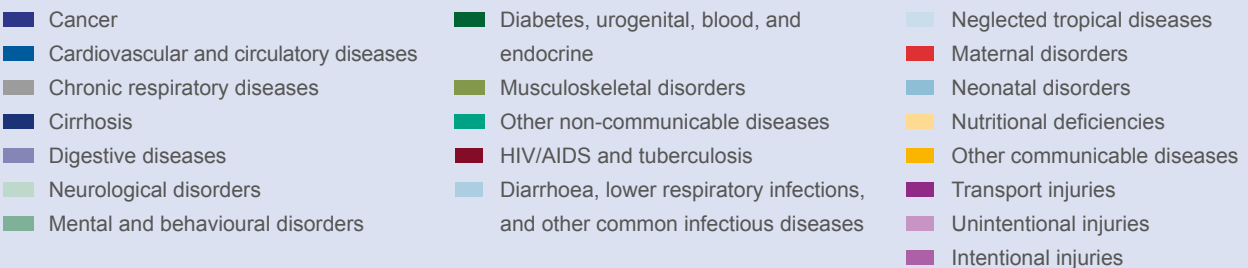 Cancer
Cardiovascular and circulatory diseases
Chronic respiratory diseases
Cirrhosis
Digestive diseases
Neurological disorders
Mental and behavioural disorders
Diabetes, urogenital, blood, and
endocrine
Musculoskeletal disorders
Other non-communicable diseases
HIV/AIDS and tuberculosis
Diarrhoea, lower respiratory infections,
and other common infectious diseases
Neglected tropical diseases
Maternal disorders
Neonatal disorders
Nutritional deficiencies
Other communicable diseases
Transport injuries
Unintentional injuries
Intentional injuries